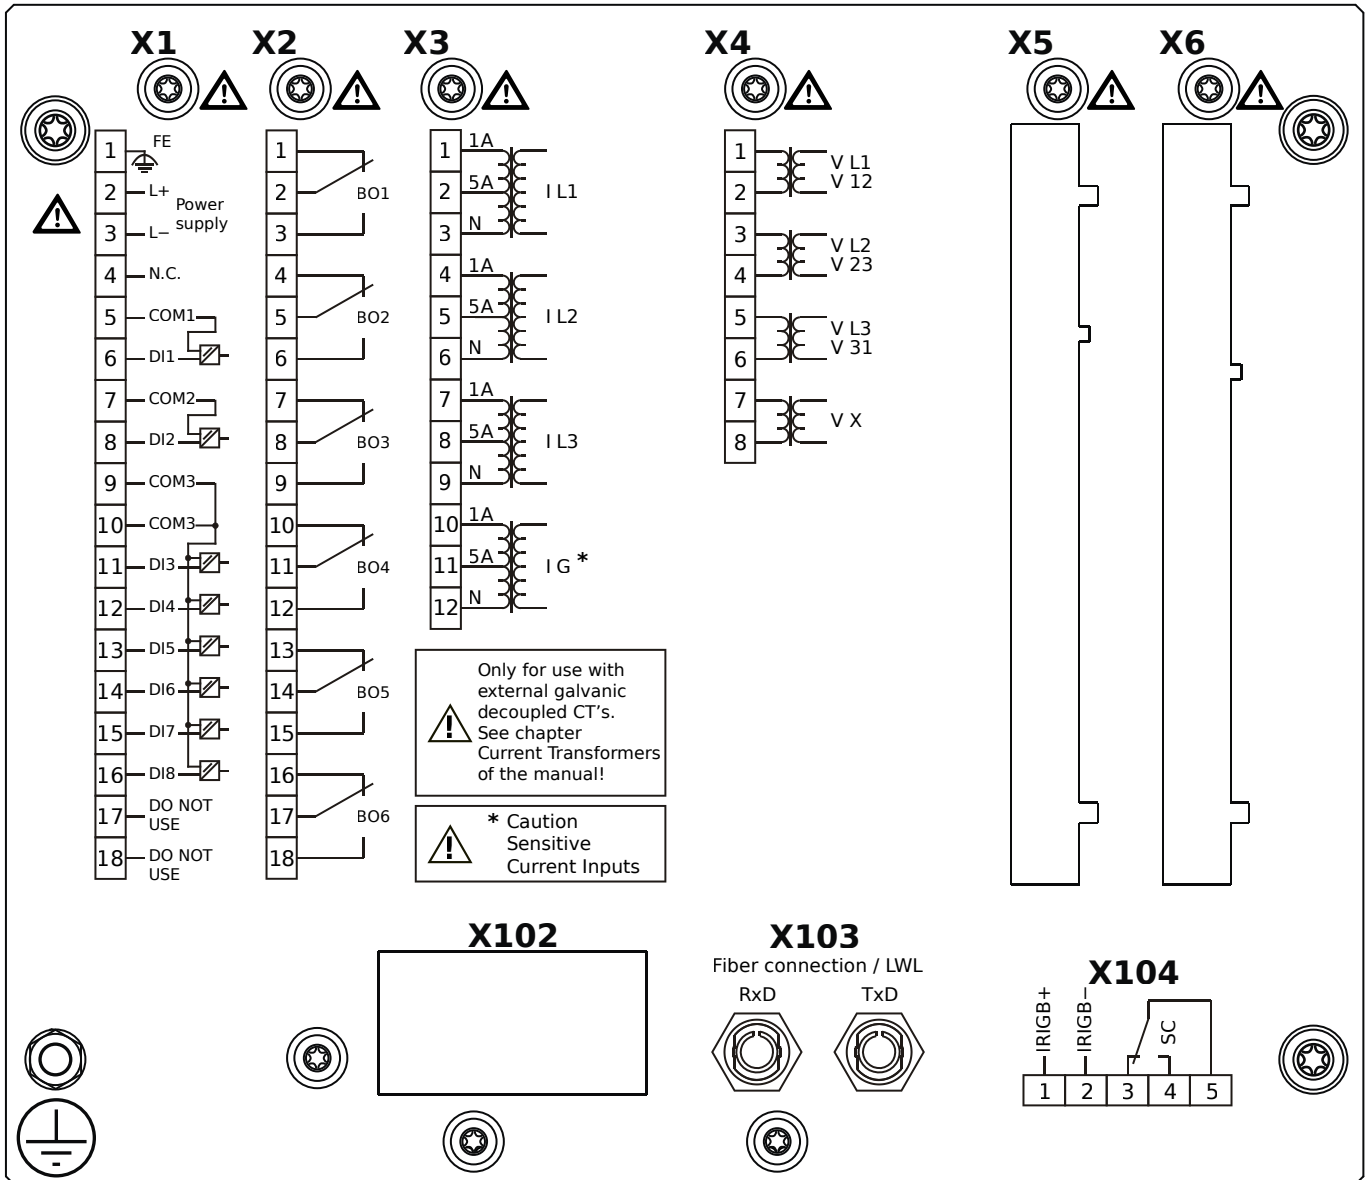 X1 X2 X3 X4 X5 X6
1 FE
2 L+
Power
supply
3 L−
4 N.C.
5 COM1
6 DI1
7 COM2
8 DI2
9 COM3
10 COM3
11 DI3
12 DI4
13 DI5
14 DI6
15 DI7
16 DI8
17 DO NOT
USE
18 DO NOT
USE
1
2 BO1
3
4
5 BO2
6
7
8 BO3
9
10
11 BO4
12
13
14 BO5
15
16
17 BO6
18
1 1A
2 5A I L1
3 N
4 1A
5 5A I L2
6 N
7 1A
8 5A I L3
9 N
10 1A
11 5A I G *
12 N
Only for use with
external galvanic
decoupled CT's.
See chapter
Current Transformers
of the manual!
* Caution
Sensitive
Current Inputs
1 V L1
2 V 12
3 V L2
4 V 23
5 V L3
6 V 31
7 V X
8
X102
X103
Fiber connection / LWL
RxD TxD
X104
IRIGB+ IRIGB− SC
1 2 3 4 5